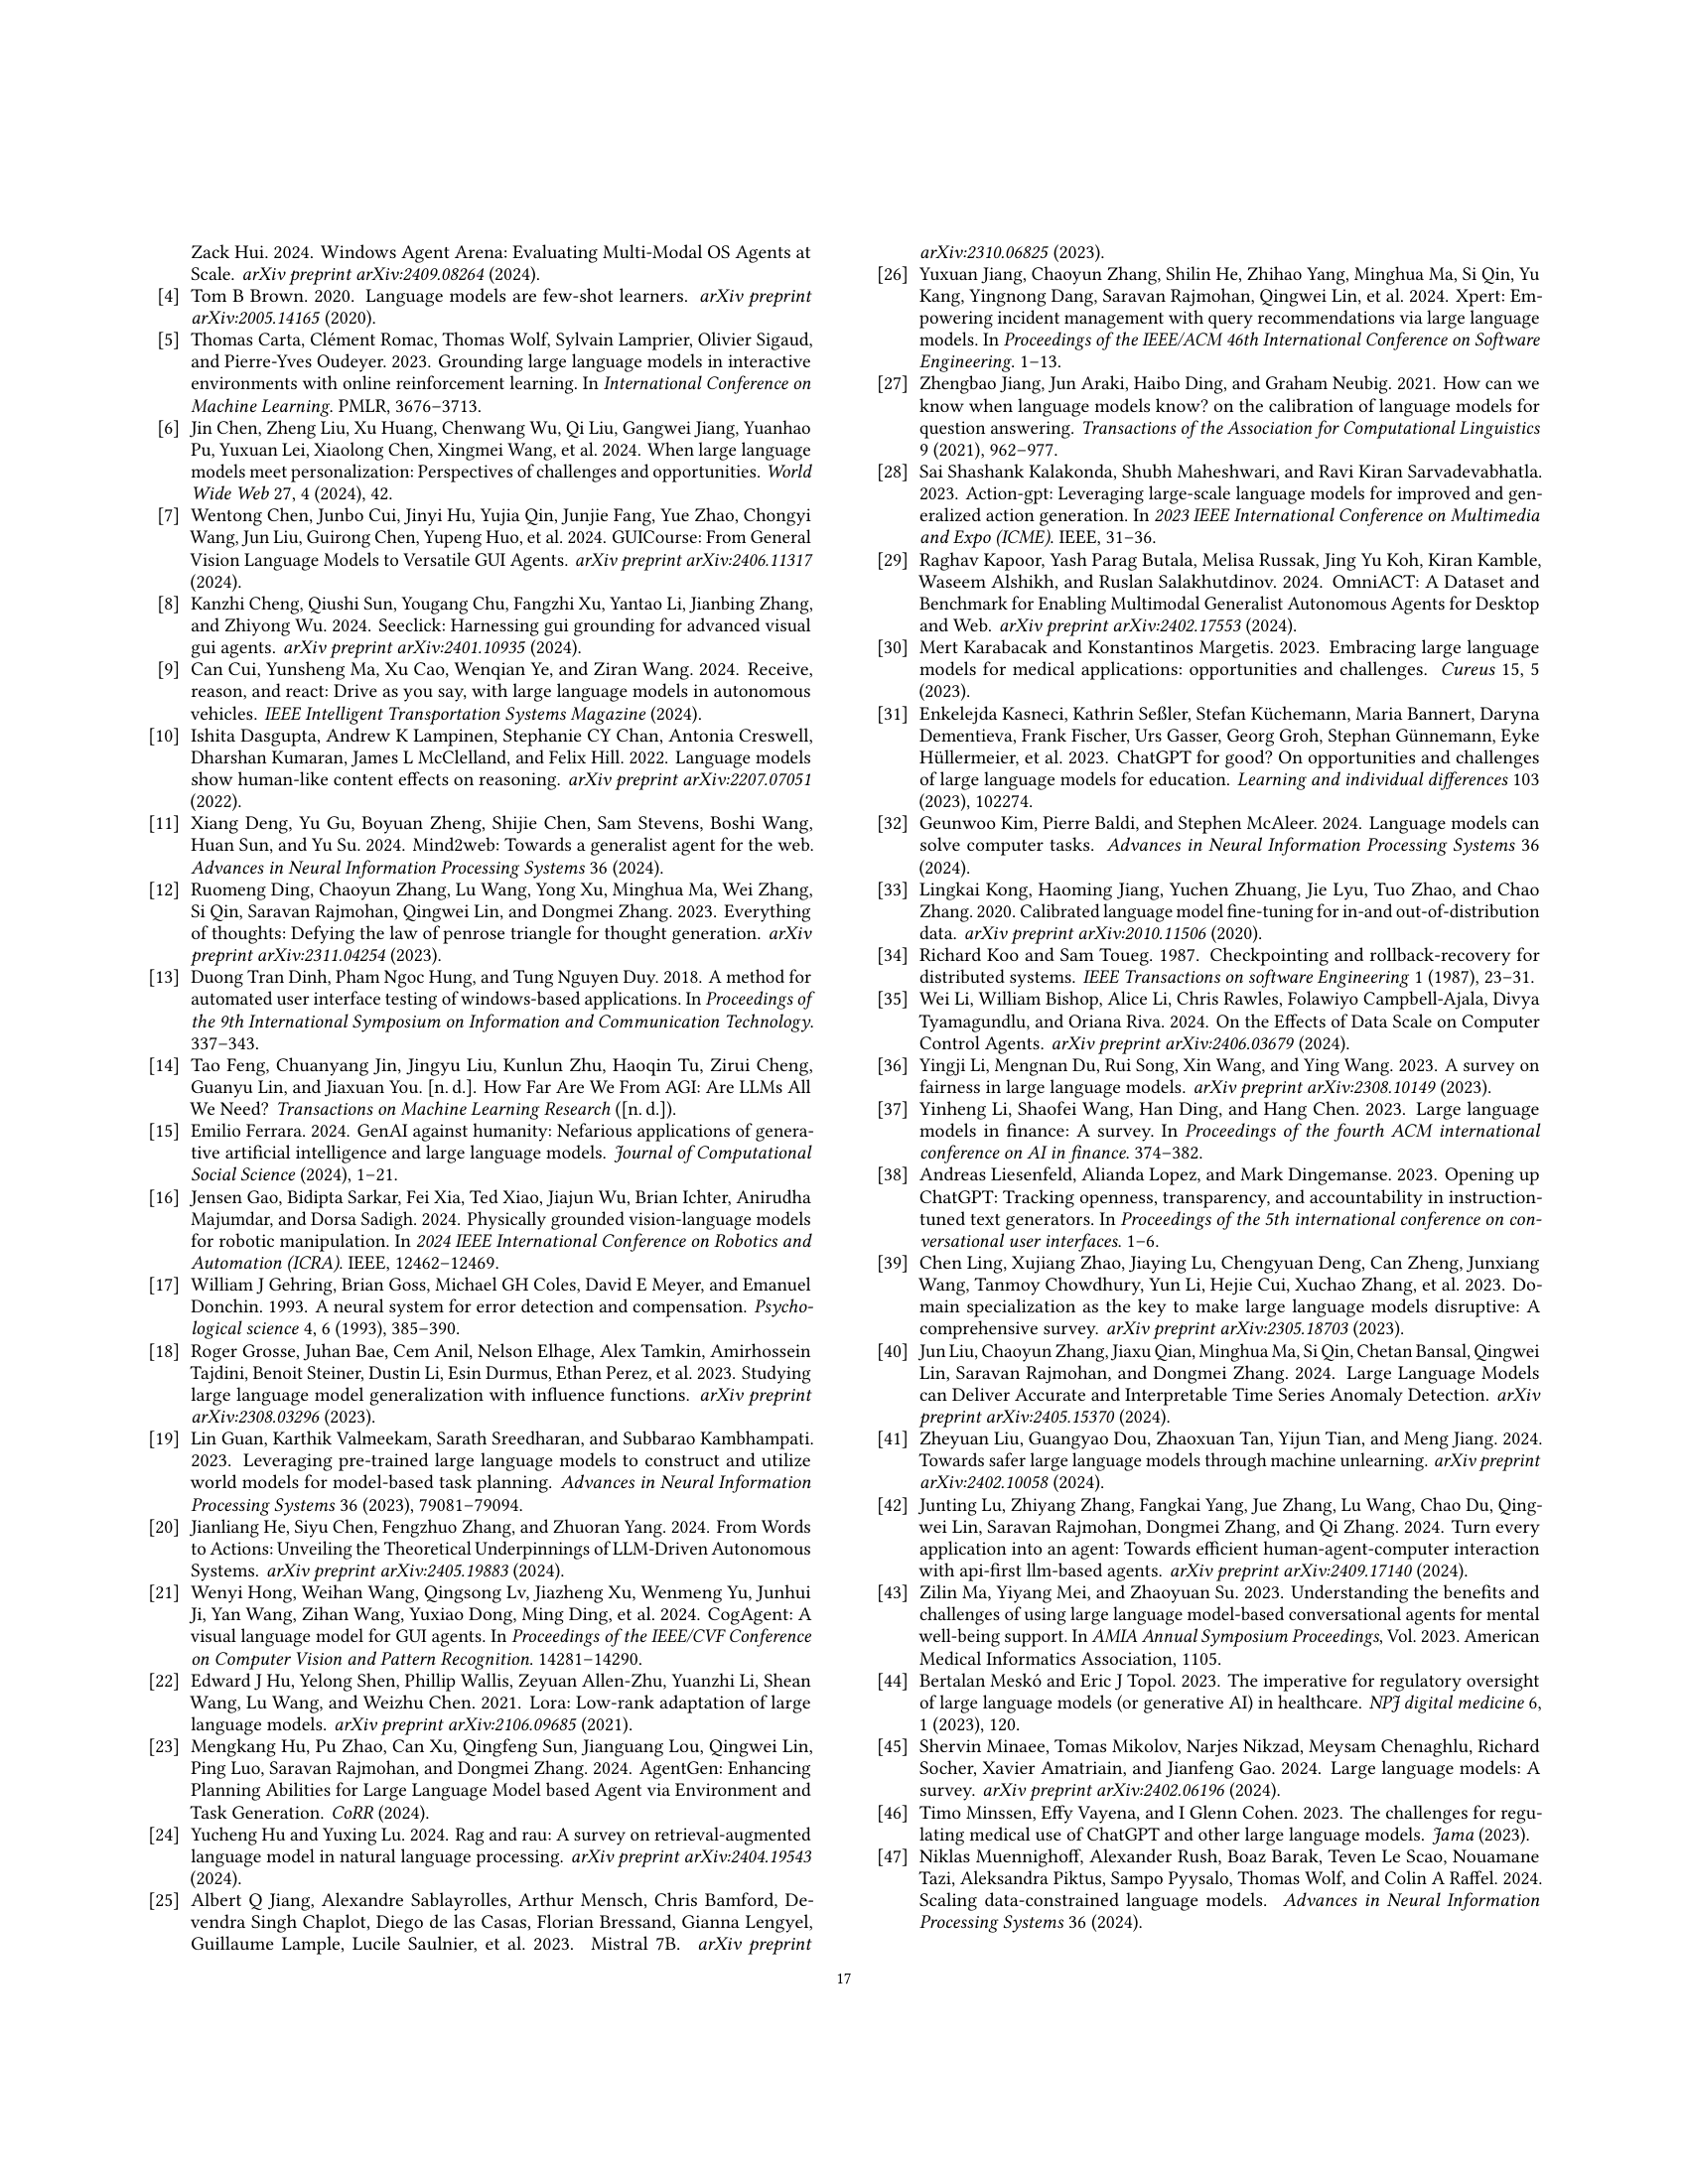 Zack Hui. 2024. Windows Agent Arena: Evaluating Multi-Modal OS Agents at
Scale. arXiv preprint arXiv:2409.08264 (2024).
[4] Tom B Brown. 2020. Language models are few-shot learners. arXiv preprint
arXiv:2005.14165 (2020).
[5] Thomas Carta, Clément Romac, Thomas Wolf, Sylvain Lamprier, Olivier Sigaud,
and Pierre-Yves Oudeyer. 2023. Grounding large language models in interactive
environments with online reinforcement learning. In International Conference on
Machine Learning. PMLR, 3676–3713.
[6] Jin Chen, Zheng Liu, Xu Huang, Chenwang Wu, Qi Liu, Gangwei Jiang, Yuanhao
Pu, Yuxuan Lei, Xiaolong Chen, Xingmei Wang, et al. 2024. When large language
models meet personalization: Perspectives of challenges and opportunities. World
Wide Web 27, 4 (2024), 42.
[7] Wentong Chen, Junbo Cui, Jinyi Hu, Yujia Qin, Junjie Fang, Yue Zhao, Chongyi
Wang, Jun Liu, Guirong Chen, Yupeng Huo, et al. 2024. GUICourse: From General
Vision Language Models to Versatile GUI Agents. arXiv preprint arXiv:2406.11317
(2024).
[8] Kanzhi Cheng, Qiushi Sun, Yougang Chu, Fangzhi Xu, Yantao Li, Jianbing Zhang,
and Zhiyong Wu. 2024. Seeclick: Harnessing gui grounding for advanced visual
gui agents. arXiv preprint arXiv:2401.10935 (2024).
[9] Can Cui, Yunsheng Ma, Xu Cao, Wenqian Ye, and Ziran Wang. 2024. Receive,
reason, and react: Drive as you say, with large language models in autonomous
vehicles. IEEE Intelligent Transportation Systems Magazine (2024).
[10] Ishita Dasgupta, Andrew K Lampinen, Stephanie CY Chan, Antonia Creswell,
Dharshan Kumaran, James L McClelland, and Felix Hill. 2022. Language models
show human-like content effects on reasoning. arXiv preprint arXiv:2207.07051
(2022).
[11] Xiang Deng, Yu Gu, Boyuan Zheng, Shijie Chen, Sam Stevens, Boshi Wang,
Huan Sun, and Yu Su. 2024. Mind2web: Towards a generalist agent for the web.
Advances in Neural Information Processing Systems 36 (2024).
[12] Ruomeng Ding, Chaoyun Zhang, Lu Wang, Yong Xu, Minghua Ma, Wei Zhang,
Si Qin, Saravan Rajmohan, Qingwei Lin, and Dongmei Zhang. 2023. Everything
of thoughts: Defying the law of penrose triangle for thought generation. arXiv
preprint arXiv:2311.04254 (2023).
[13] Duong Tran Dinh, Pham Ngoc Hung, and Tung Nguyen Duy. 2018. A method for
automated user interface testing of windows-based applications. In Proceedings of
the 9th International Symposium on Information and Communication Technology.
337–343.
[14] Tao Feng, Chuanyang Jin, Jingyu Liu, Kunlun Zhu, Haoqin Tu, Zirui Cheng,
Guanyu Lin, and Jiaxuan You. [n. d.]. How Far Are We From AGI: Are LLMs All
We Need? Transactions on Machine Learning Research ([n. d.]).
[15] Emilio Ferrara. 2024. GenAI against humanity: Nefarious applications of genera-
tive artificial intelligence and large language models. Journal of Computational
Social Science (2024), 1–21.
[16] Jensen Gao, Bidipta Sarkar, Fei Xia, Ted Xiao, Jiajun Wu, Brian Ichter, Anirudha
Majumdar, and Dorsa Sadigh. 2024. Physically grounded vision-language models
for robotic manipulation. In 2024 IEEE International Conference on Robotics and
Automation (ICRA). IEEE, 12462–12469.
[17] William J Gehring, Brian Goss, Michael GH Coles, David E Meyer, and Emanuel
Donchin. 1993. A neural system for error detection and compensation. Psycho-
logical science 4, 6 (1993), 385–390.
[18] Roger Grosse, Juhan Bae, Cem Anil, Nelson Elhage, Alex Tamkin, Amirhossein
Tajdini, Benoit Steiner, Dustin Li, Esin Durmus, Ethan Perez, et al. 2023. Studying
large language model generalization with influence functions. arXiv preprint
arXiv:2308.03296 (2023).
[19] Lin Guan, Karthik Valmeekam, Sarath Sreedharan, and Subbarao Kambhampati.
2023. Leveraging pre-trained large language models to construct and utilize
world models for model-based task planning. Advances in Neural Information
Processing Systems 36 (2023), 79081–79094.
[20] Jianliang He, Siyu Chen, Fengzhuo Zhang, and Zhuoran Yang. 2024. From Words
to Actions: Unveiling the Theoretical Underpinnings of LLM-Driven Autonomous
Systems. arXiv preprint arXiv:2405.19883 (2024).
[21] Wenyi Hong, Weihan Wang, Qingsong Lv, Jiazheng Xu, Wenmeng Yu, Junhui
Ji, Yan Wang, Zihan Wang, Yuxiao Dong, Ming Ding, et al. 2024. CogAgent: A
visual language model for GUI agents. In Proceedings of the IEEE/CVF Conference
on Computer Vision and Pattern Recognition. 14281–14290.
[22] Edward J Hu, Yelong Shen, Phillip Wallis, Zeyuan Allen-Zhu, Yuanzhi Li, Shean
Wang, Lu Wang, and Weizhu Chen. 2021. Lora: Low-rank adaptation of large
language models. arXiv preprint arXiv:2106.09685 (2021).
[23] Mengkang Hu, Pu Zhao, Can Xu, Qingfeng Sun, Jianguang Lou, Qingwei Lin,
Ping Luo, Saravan Rajmohan, and Dongmei Zhang. 2024. AgentGen: Enhancing
Planning Abilities for Large Language Model based Agent via Environment and
Task Generation. CoRR (2024).
[24] Yucheng Hu and Yuxing Lu. 2024. Rag and rau: A survey on retrieval-augmented
language model in natural language processing. arXiv preprint arXiv:2404.19543
(2024).
[25] Albert Q Jiang, Alexandre Sablayrolles, Arthur Mensch, Chris Bamford, De-
vendra Singh Chaplot, Diego de las Casas, Florian Bressand, Gianna Lengyel,
Guillaume Lample, Lucile Saulnier, et al. 2023. Mistral 7B. arXiv preprint
arXiv:2310.06825 (2023).
[26] Yuxuan Jiang, Chaoyun Zhang, Shilin He, Zhihao Yang, Minghua Ma, Si Qin, Yu
Kang, Yingnong Dang, Saravan Rajmohan, Qingwei Lin, et al. 2024. Xpert: Em-
powering incident management with query recommendations via large language
models. In Proceedings of the IEEE/ACM 46th International Conference on Software
Engineering. 1–13.
[27] Zhengbao Jiang, Jun Araki, Haibo Ding, and Graham Neubig. 2021. How can we
know when language models know? on the calibration of language models for
question answering. Transactions of the Association for Computational Linguistics
9 (2021), 962–977.
[28] Sai Shashank Kalakonda, Shubh Maheshwari, and Ravi Kiran Sarvadevabhatla.
2023. Action-gpt: Leveraging large-scale language models for improved and gen-
eralized action generation. In 2023 IEEE International Conference on Multimedia
and Expo (ICME). IEEE, 31–36.
[29] Raghav Kapoor, Yash Parag Butala, Melisa Russak, Jing Yu Koh, Kiran Kamble,
Waseem Alshikh, and Ruslan Salakhutdinov. 2024. OmniACT: A Dataset and
Benchmark for Enabling Multimodal Generalist Autonomous Agents for Desktop
and Web. arXiv preprint arXiv:2402.17553 (2024).
[30] Mert Karabacak and Konstantinos Margetis. 2023. Embracing large language
models for medical applications: opportunities and challenges. Cureus 15, 5
(2023).
[31] Enkelejda Kasneci, Kathrin Seßler, Stefan Küchemann, Maria Bannert, Daryna
Dementieva, Frank Fischer, Urs Gasser, Georg Groh, Stephan Günnemann, Eyke
Hüllermeier, et al. 2023. ChatGPT for good? On opportunities and challenges
of large language models for education. Learning and individual differences 103
(2023), 102274.
[32] Geunwoo Kim, Pierre Baldi, and Stephen McAleer. 2024. Language models can
solve computer tasks. Advances in Neural Information Processing Systems 36
(2024).
[33] Lingkai Kong, Haoming Jiang, Yuchen Zhuang, Jie Lyu, Tuo Zhao, and Chao
Zhang. 2020. Calibrated language model fine-tuning for in-and out-of-distribution
data. arXiv preprint arXiv:2010.11506 (2020).
[34] Richard Koo and Sam Toueg. 1987. Checkpointing and rollback-recovery for
distributed systems. IEEE Transactions on software Engineering 1 (1987), 23–31.
[35] Wei Li, William Bishop, Alice Li, Chris Rawles, Folawiyo Campbell-Ajala, Divya
Tyamagundlu, and Oriana Riva. 2024. On the Effects of Data Scale on Computer
Control Agents. arXiv preprint arXiv:2406.03679 (2024).
[36] Yingji Li, Mengnan Du, Rui Song, Xin Wang, and Ying Wang. 2023. A survey on
fairness in large language models. arXiv preprint arXiv:2308.10149 (2023).
[37] Yinheng Li, Shaofei Wang, Han Ding, and Hang Chen. 2023. Large language
models in finance: A survey. In Proceedings of the fourth ACM international
conference on AI in finance. 374–382.
[38] Andreas Liesenfeld, Alianda Lopez, and Mark Dingemanse. 2023. Opening up
ChatGPT: Tracking openness, transparency, and accountability in instruction-
tuned text generators. In Proceedings of the 5th international conference on con-
versational user interfaces. 1–6.
[39] Chen Ling, Xujiang Zhao, Jiaying Lu, Chengyuan Deng, Can Zheng, Junxiang
Wang, Tanmoy Chowdhury, Yun Li, Hejie Cui, Xuchao Zhang, et al. 2023. Do-
main specialization as the key to make large language models disruptive: A
comprehensive survey. arXiv preprint arXiv:2305.18703 (2023).
[40] Jun Liu, Chaoyun Zhang, Jiaxu Qian, Minghua Ma, Si Qin, Chetan Bansal, Qingwei
Lin, Saravan Rajmohan, and Dongmei Zhang. 2024. Large Language Models
can Deliver Accurate and Interpretable Time Series Anomaly Detection. arXiv
preprint arXiv:2405.15370 (2024).
[41] Zheyuan Liu, Guangyao Dou, Zhaoxuan Tan, Yijun Tian, and Meng Jiang. 2024.
Towards safer large language models through machine unlearning. arXiv preprint
arXiv:2402.10058 (2024).
[42] Junting Lu, Zhiyang Zhang, Fangkai Yang, Jue Zhang, Lu Wang, Chao Du, Qing-
wei Lin, Saravan Rajmohan, Dongmei Zhang, and Qi Zhang. 2024. Turn every
application into an agent: Towards efficient human-agent-computer interaction
with api-first llm-based agents. arXiv preprint arXiv:2409.17140 (2024).
[43] Zilin Ma, Yiyang Mei, and Zhaoyuan Su. 2023. Understanding the benefits and
challenges of using large language model-based conversational agents for mental
well-being support. In AMIA Annual Symposium Proceedings, Vol. 2023. American
Medical Informatics Association, 1105.
[44] Bertalan Meskó and Eric J Topol. 2023. The imperative for regulatory oversight
of large language models (or generative AI) in healthcare. NPJ digital medicine 6,
1 (2023), 120.
[45] Shervin Minaee, Tomas Mikolov, Narjes Nikzad, Meysam Chenaghlu, Richard
Socher, Xavier Amatriain, and Jianfeng Gao. 2024. Large language models: A
survey. arXiv preprint arXiv:2402.06196 (2024).
[46] Timo Minssen, Effy Vayena, and I Glenn Cohen. 2023. The challenges for regu-
lating medical use of ChatGPT and other large language models. Jama (2023).
[47] Niklas Muennighoff, Alexander Rush, Boaz Barak, Teven Le Scao, Nouamane
Tazi, Aleksandra Piktus, Sampo Pyysalo, Thomas Wolf, and Colin A Raffel. 2024.
Scaling data-constrained language models. Advances in Neural Information
Processing Systems 36 (2024).
17